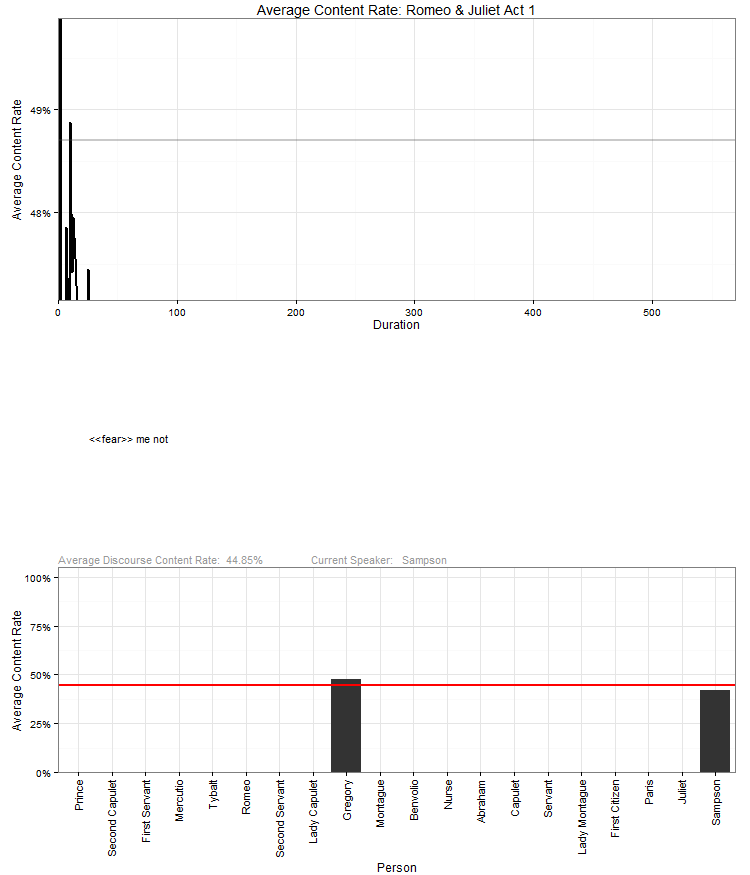 Average Content Rate: Romeo & Juliet Act 1
Average Content Rate
49%
48%
0 100 200 300 400 500
Duration
<<fear>> me not
Average Discourse Content Rate: 44.85% Current Speaker: Sampson
Average Content Rate
100%
75%
50%
25%
0%
Prince
Second Capulet
First Servant
Mercutio
Tybalt
Romeo
Second Servant
Lady Capulet
Gregory
Montague
Benvolio
Nurse
Abraham
Capulet
Servant
Lady Montague
First Citizen
Paris
Juliet
Sampson
Person